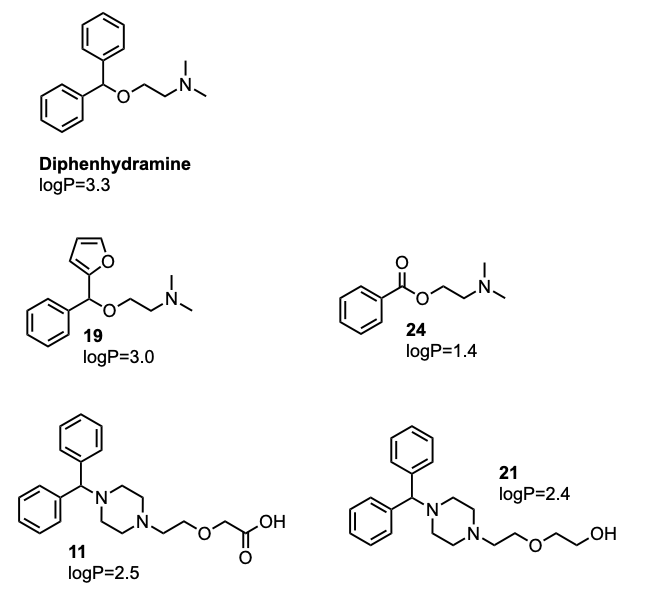 N
O
Diphenhydramine
logP=3.3
O
N
O
19
logP=3.0
O
N
O
24
logP=1.4
N
N
O
OH
O
11
logP=2.5
21
logP=2.4
N
N
O
OH